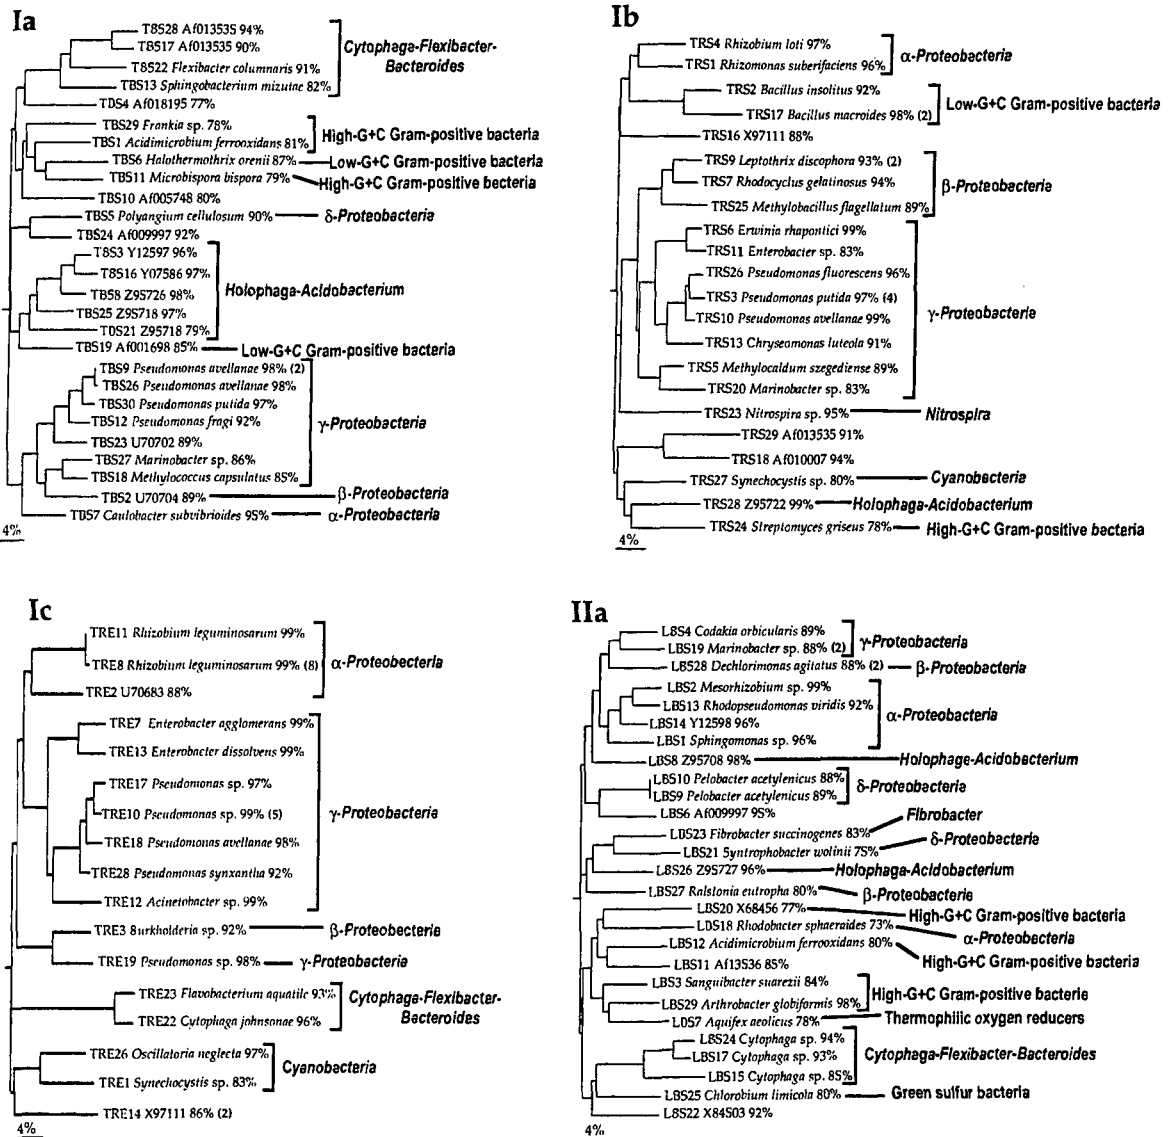 Ia
TBS28 Af013535 94%
TBS17 Af013535 90%
TBS22 Flexibacter columnaris 91%
TBS13 Sphingobacterium mizutae 82%
Cytophaga-Flexibacter-
Bacteroides
TDS4 Af018195 77%
TBS29 Frankia sp. 78%
TBS1 Acidimicrobium ferrooxidans 81%
High-G+C Gram-positive bacteria
TBS6 Halothermothrix orenii 87%
Low-G+C Gram-positive bacteria
TBS11 Microbispora bispora 79%
High-G+C Gram-positive becteria
TBS10 Af005748 80%
TBS5 Polyangium cellulosum 90%
δ-Proteobacteria
TBS24 Af009997 92%
TBS3 Y12597 96%
TBS16 Y07586 97%
TBS8 Z95726 98%
TBS25 Z95718 97%
TDS21 Z95718 79%
Holophaga-Acidobacterium
TBS19 Af001698 85%
Low-G+C Gram-positive bacteria
TBS9 Pseudomonas avellanae 98% (2)
TBS26 Pseudomonas avellanae 98%
TBS30 Pseudomonas putida 97%
TBS12 Pseudomonas fragi 92%
TBS23 U70702 89%
TBS27 Marinobacter sp. 86%
TBS18 Methylococcus capsulatus 85%
γ-Proteobacteria
TBS2 U70704 89%
β-Proteobacteria
TBS7 Caulobacter subvibrioides 95%
α-Proteobacteria
4%
Ib
TRS4 Rhizobium loti 97%
TRS1 Rhizomonas suberifaciens 96%
α-Proteobacteria
TRS2 Bacillus insolitus 92%
TRS17 Bacillus macroides 98% (2)
Low-G+C Gram-positive bacteria
TRS16 X97111 88%
TRS9 Leptothrix discophora 93% (2)
TRS7 Rhodocyclus gelatinosus 94%
TRS25 Methylobacillus flagellatum 89%
β-Proteobacteria
TRS6 Erwinia rhapontici 99%
TRS11 Enterobacter sp. 83%
TRS26 Pseudomonas fluorescens 96%
TRS3 Pseudomonas putida 97% (4)
TRS10 Pseudomonas avellanae 99%
TRS13 Chryseomonas luteola 91%
TRS5 Methylocaldum szegediense 89%
TRS20 Marinobacter sp. 83%
γ-Proteobacteria
TRS23 Nitrospira sp. 95%
Nitrospira
TRS29 Af013535 91%
TRS18 Af010007 94%
TRS27 Synechocystis sp. 80%
Cyanobacteria
TRS28 Z95722 99%
Holophaga-Acidobacterium
TRS24 Streptomyces griseus 78%
High-G+C Gram-positive bacteria
4%
Ic
TRE11 Rhizobium leguminosarum 99%
TRE8 Rhizobium leguminosarum 99% (8)
TRE2 U70683 88%
α-Proteobecteria
TRE7 Enterobacter agglomerans 99%
TRE13 Enterobacter dissolvens 99%
TRE17 Pseudomonas sp. 97%
TRE10 Pseudomonas sp. 99% (5)
TRE18 Pseudomonas avellanae 98%
TRE28 Pseudomonas synxantha 92%
TRE12 Acinetobacter sp. 99%
γ-Proteobacteria
TRE3 Burkholderia sp. 92%
β-Proteobecteria
TRE19 Pseudomonas sp. 98%
γ-Proteobacteria
TRE23 Flavobacterium aquatile 93%
TRE22 Cytophaga johnsonae 96%
Cytophaga-Flexibacter-
Bacteroides
TRE26 Oscillatoria neglecta 97%
TRE1 Synechocystis sp. 83%
Cyanobacteria
TRE14 X97111 86% (2)
4%
IIa
LBS4 Codakia orbicularis 89%
LBS19 Marinobacter sp. 88% (2)
γ-Proteobacteria
LBS28 Dechlorimonas agitatus 88% (2)
β-Proteobacteria
LBS2 Mesorhizobium sp. 99%
LBS13 Rhodopseudomonas viridis 92%
LBS14 Y12598 96%
LBS1 Sphingomonas sp. 96%
α-Proteobacteria
LBS8 Z95708 98%
Holophage-Acidobacterium
LBS10 Pelobacter acetylenicus 88%
LBS9 Pelobacter acetylenicus 89%
δ-Proteobacteria
LBS6 Af009997 95%
LBS23 Fibrobacter succinogenes 83%
Fibrobacter
LBS21 Syntrophobacter wolinii 75%
δ-Proteobacteria
LBS26 Z95727 96%
Holophaga-Acidobacterium
LBS27 Ralstonia eutropha 80%
β-Proteobacterie
LBS20 X68456 77%
High-G+C Gram-positive bacteria
LDS18 Rhodobacter sphaeraides 73%
α-Proteobacteria
LBS12 Acidimicrobium ferrooxidans 80%
High-G+C Gram-positive bacteria
LBS11 Af13536 85%
LBS3 Sanguibacter suarezii 84%
LBS29 Arthrobacter globiformis 98%
High-G+C Gram-positive bacterie
LDS7 Aquifex aeolicus 78%
Thermophilic oxygen reducers
LBS24 Cytophaga sp. 94%
LBS17 Cytophaga sp. 93%
LBS15 Cytophaga sp. 85%
Cytophaga-Flexibacter-Bacteroides
LBS25 Chlorobium limicola 80%
Green sulfur bacteria
LBS22 X84503 92%
4%